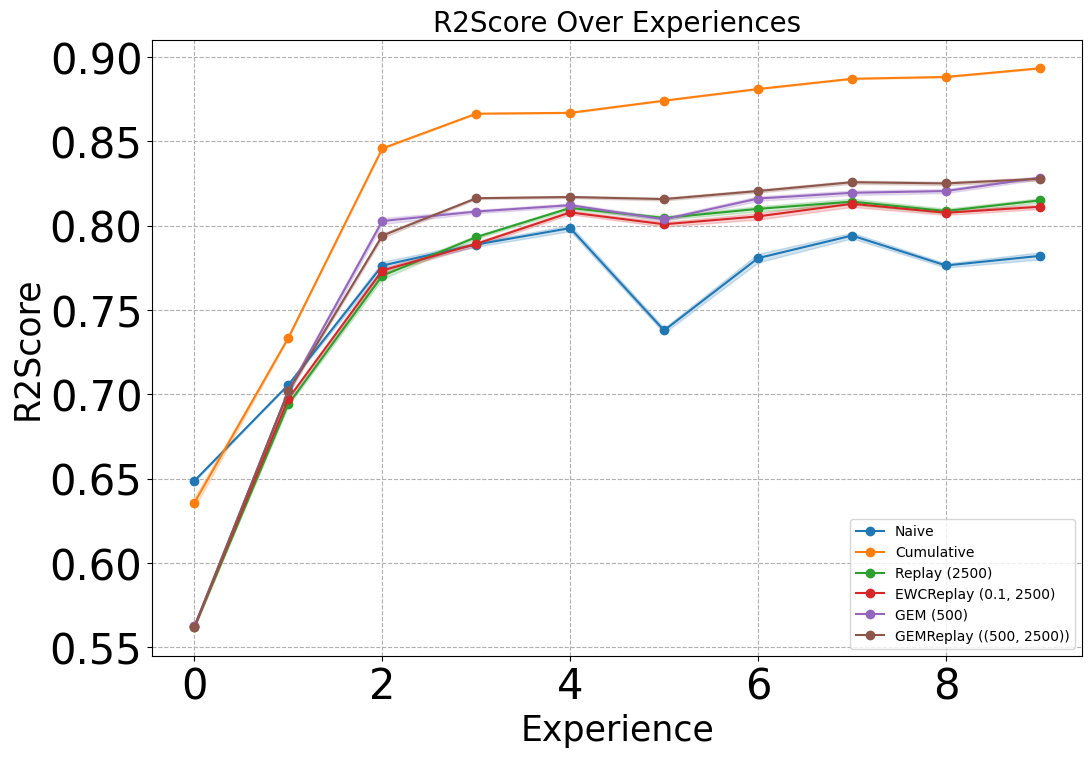 R2Score Over Experiences
0.90
0.85
0.80
0.75
0.70
0.65
0.60
0.55
R2Score
0
2
4
6
8
Experience
Naive
Cumulative
Replay (2500)
EWCReplay (0.1, 2500)
GEM (500)
GEMReplay ((500, 2500))